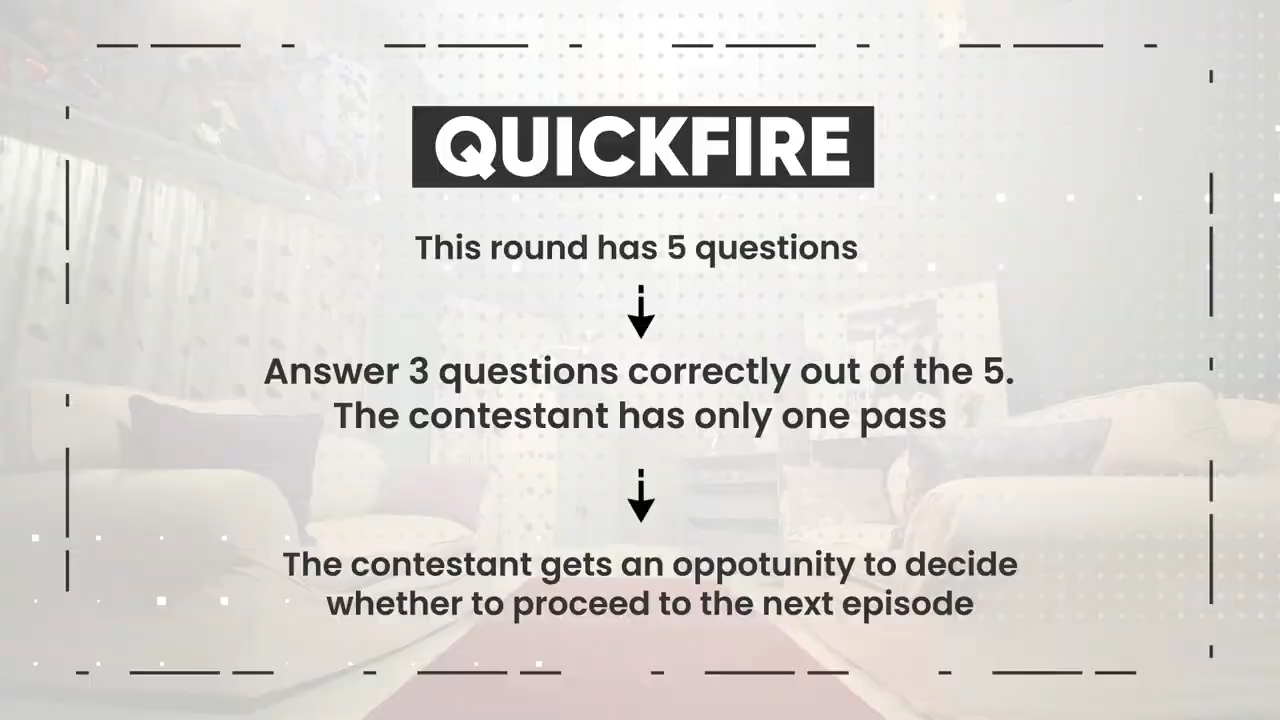 QUICKFIRE
This round has 5 questions
Answer 3 questions correctly out of the 5.
The contestant has only one pass
The contestant gets an oppotunity to decide
whether to proceed to the next episode